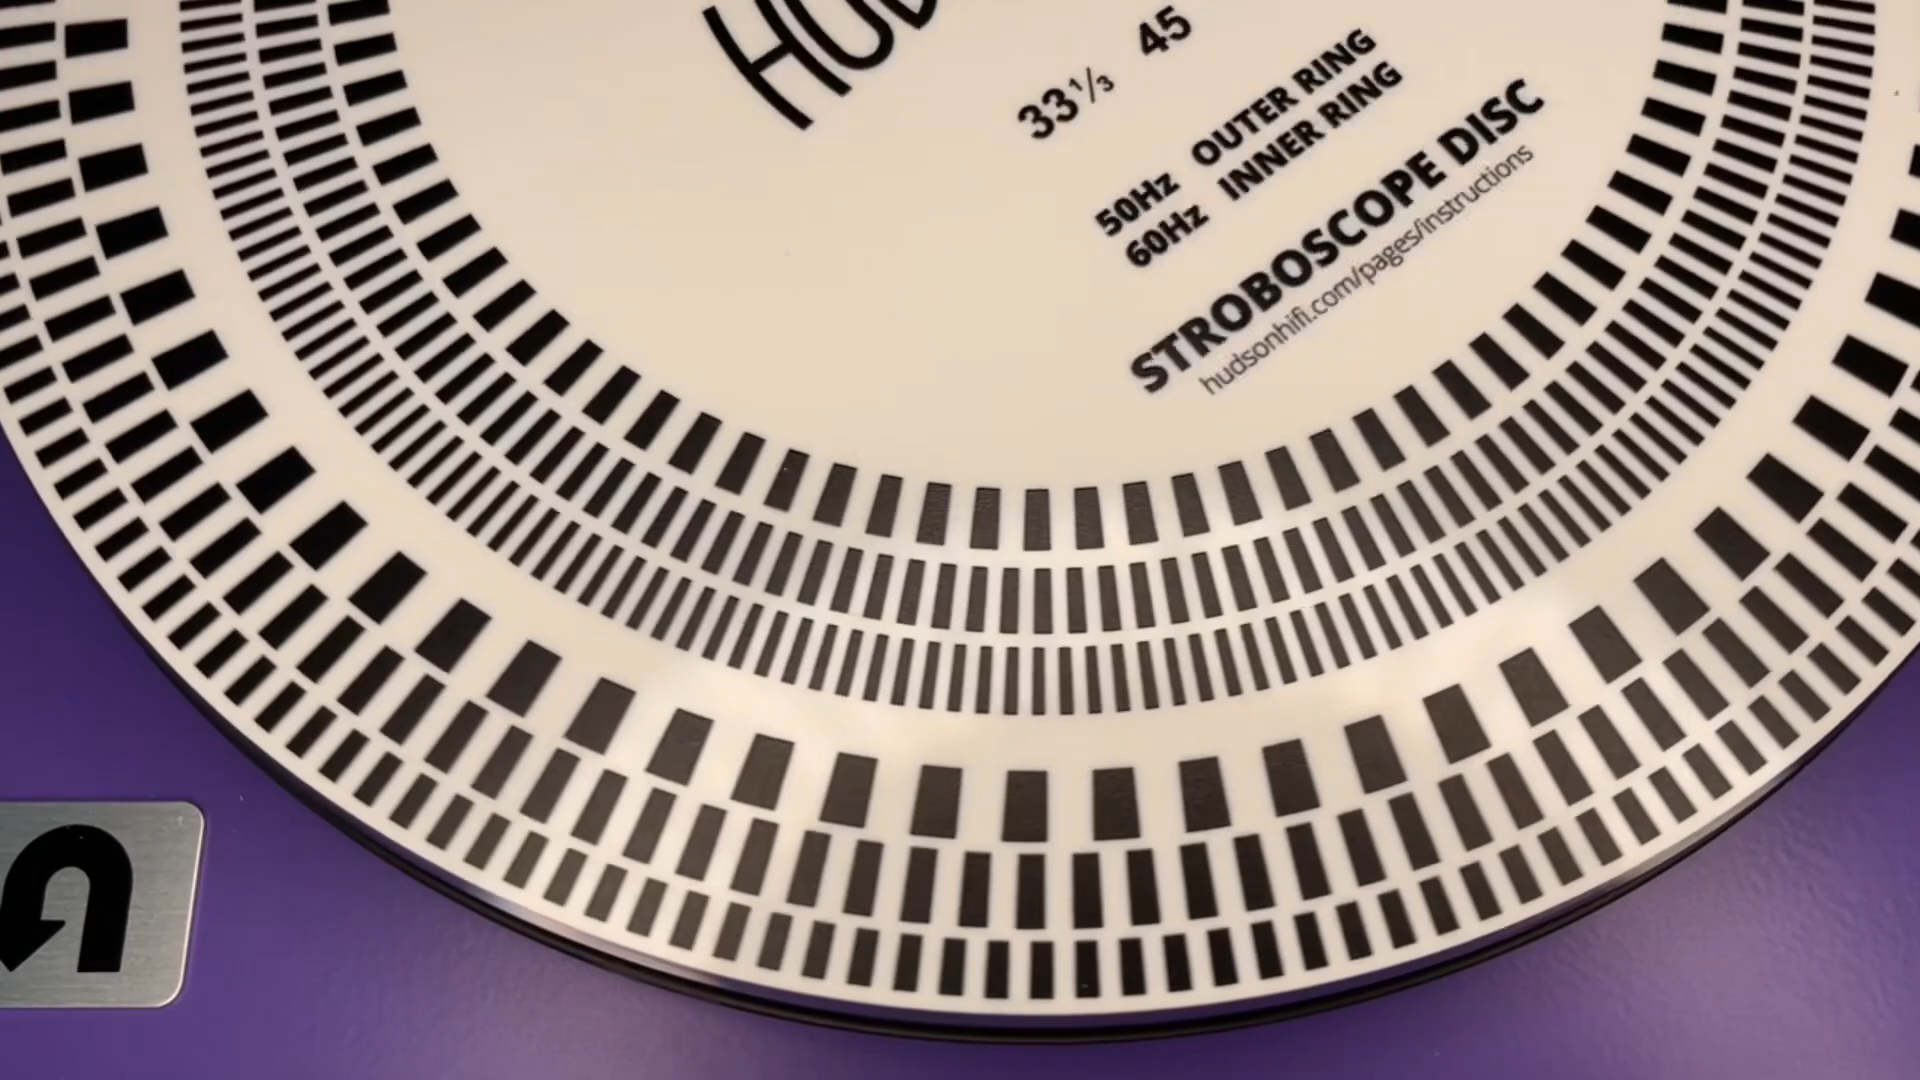 33⅓ 45
50Hz OUTER RING
60Hz INNER RING
STROBOSCOPE DISC
hudsonhifi.com/pages/instructions